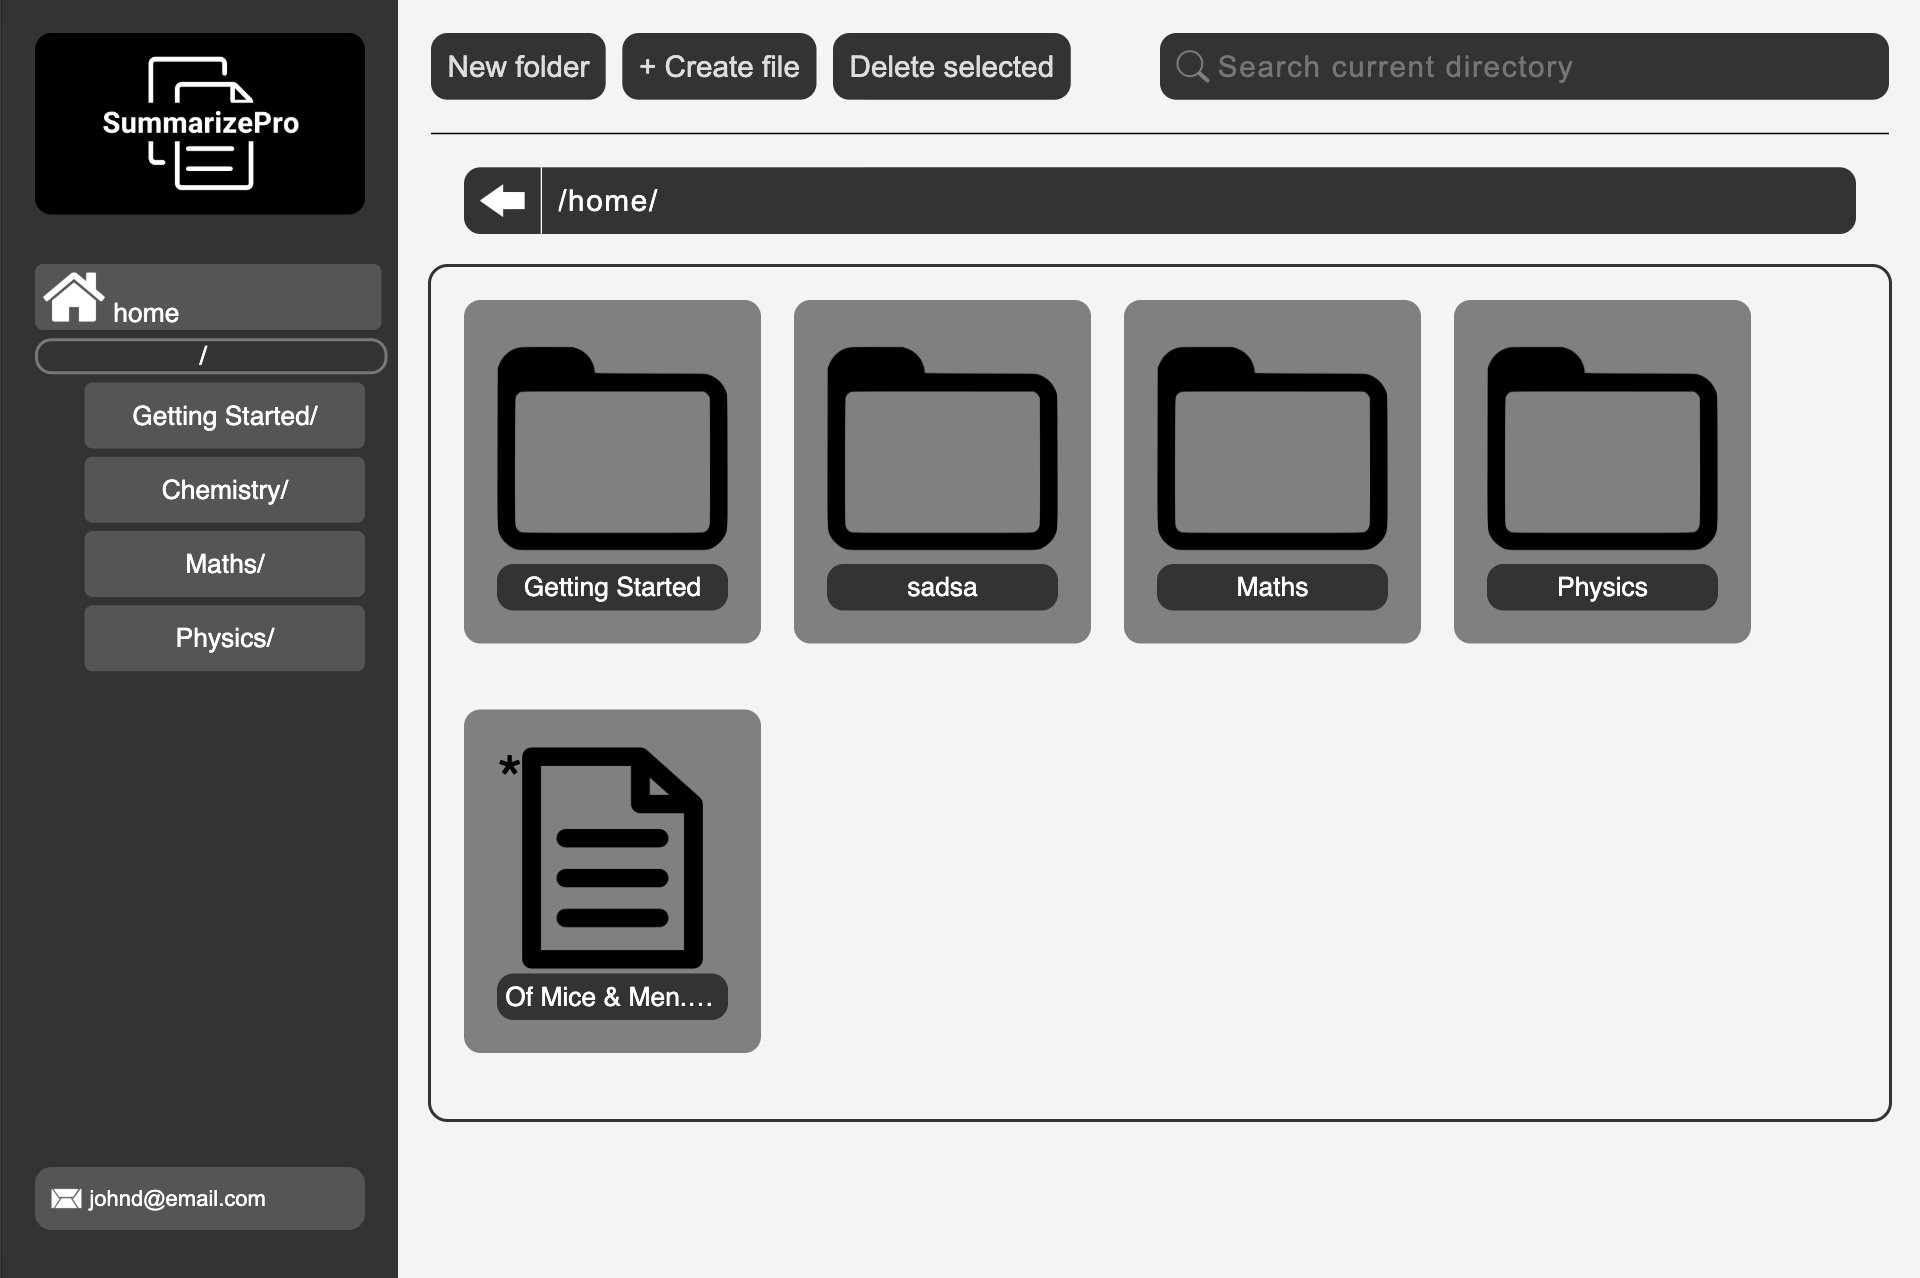 SummarizePro
home
/
Getting Started/
Chemistry/
Maths/
Physics/
johnd@email.com
New folder
+ Create file
Delete selected
Search current directory
/home/
Getting Started
sadsa
Maths
Physics
*
Of Mice & Men....